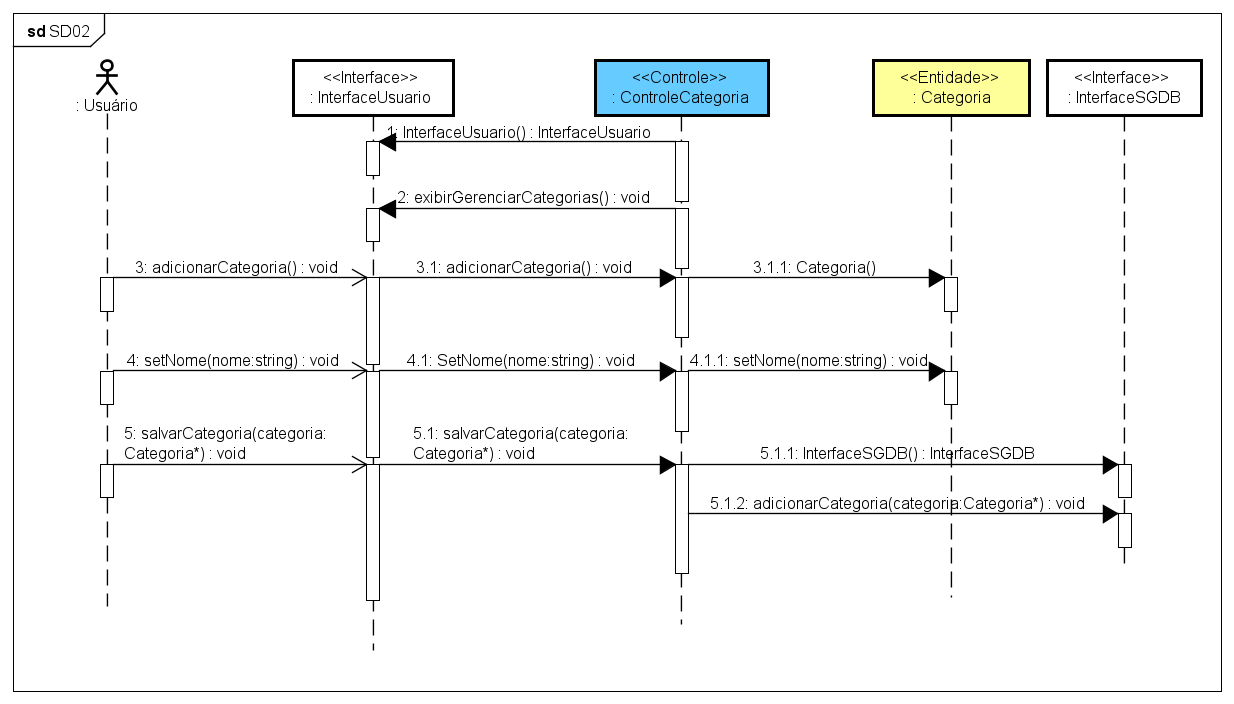 sd SD02
: Usuário
<<Interface>>
: InterfaceUsuario
<<Controle>>
: ControleCategoria
<<Entidade>>
: Categoria
<<Interface>>
: InterfaceSGDB
1: InterfaceUsuario() : InterfaceUsuario
2: exibirGerenciarCategorias() : void
3: adicionarCategoria() : void
3.1: adicionarCategoria() : void
3.1.1: Categoria()
4: setNome(nome:string) : void
4.1: SetNome(nome:string) : void
4.1.1: setNome(nome:string) : void
5: salvarCategoria(categoria:
Categoria*) : void
5.1: salvarCategoria(categoria:
Categoria*) : void
5.1.1: InterfaceSGDB() : InterfaceSGDB
5.1.2: adicionarCategoria(categoria:Categoria*) : void